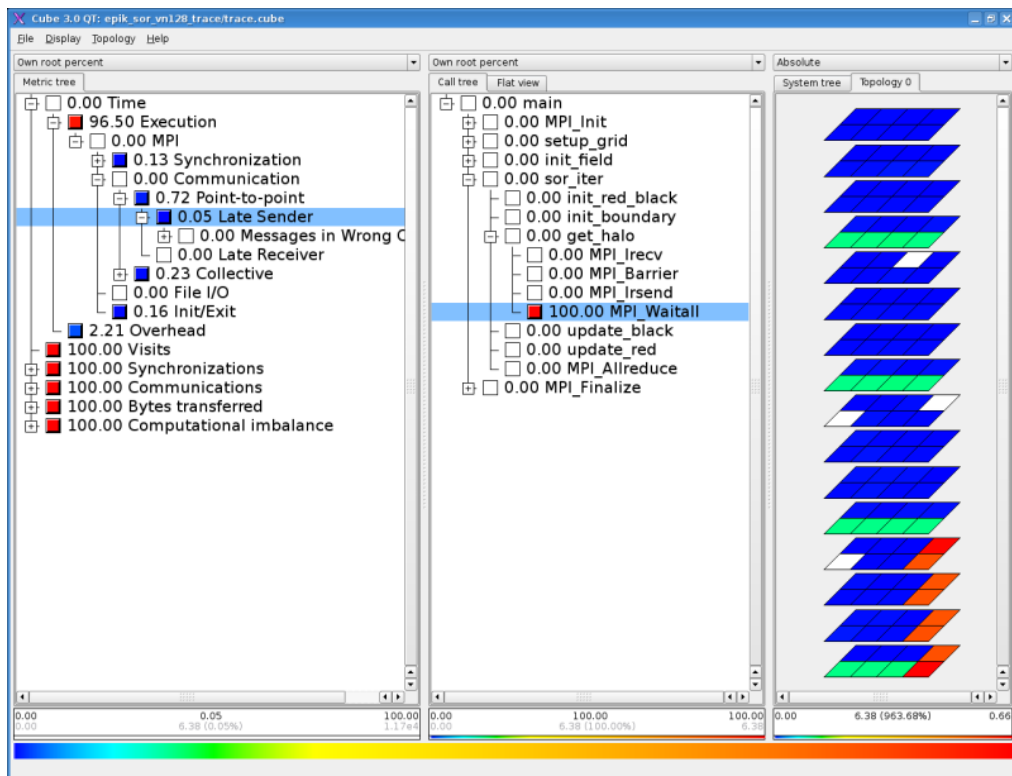 Cube 3.0 QT: epik_sor_vn128_trace/trace.cube
File Display Topology Help
Own root percent
Metric tree
0.00 Time
96.50 Execution
0.00 MPI
0.13 Synchronization
0.00 Communication
0.72 Point-to-point
0.05 Late Sender
0.00 Messages in Wrong C
0.00 Late Receiver
0.23 Collective
0.00 File I/O
0.16 Init/Exit
2.21 Overhead
100.00 Visits
100.00 Synchronizations
100.00 Communications
100.00 Bytes transferred
100.00 Computational imbalance
0.00 0.05 100.00
0.00 6.38 (0.05%) 1.17e4
Own root percent
Call tree Flat view
0.00 main
0.00 MPI_Init
0.00 setup_grid
0.00 init_field
0.00 sor_iter
0.00 init_red_black
0.00 init_boundary
0.00 get_halo
0.00 MPI_Irecv
0.00 MPI_Barrier
0.00 MPI_Irsend
100.00 MPI_Waitall
0.00 update_black
0.00 update_red
0.00 MPI_Allreduce
0.00 MPI_Finalize
0.00 100.00 100.00
0.00 6.38 (100.00%) 6.38
Absolute
System tree Topology 0
0.00 6.38 (963.68%) 0.66